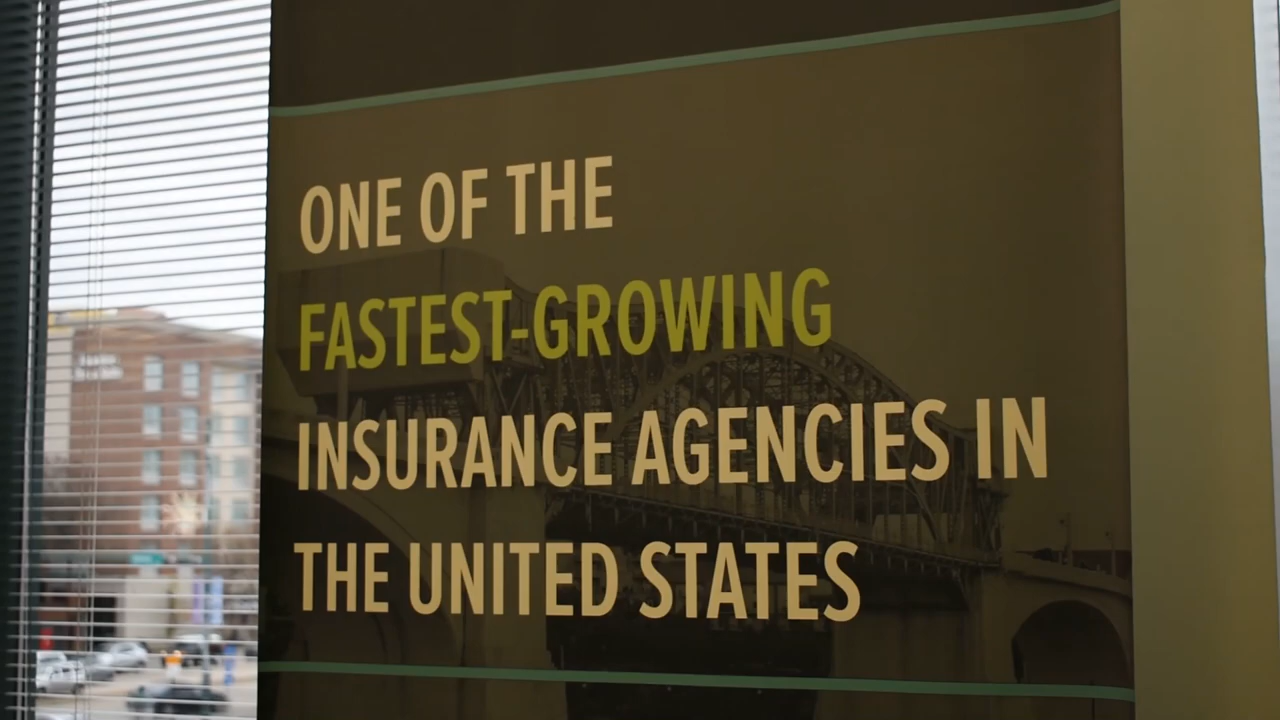 ONE OF THE
FASTEST-GROWING
INSURANCE AGENCIES IN
THE UNITED STATES